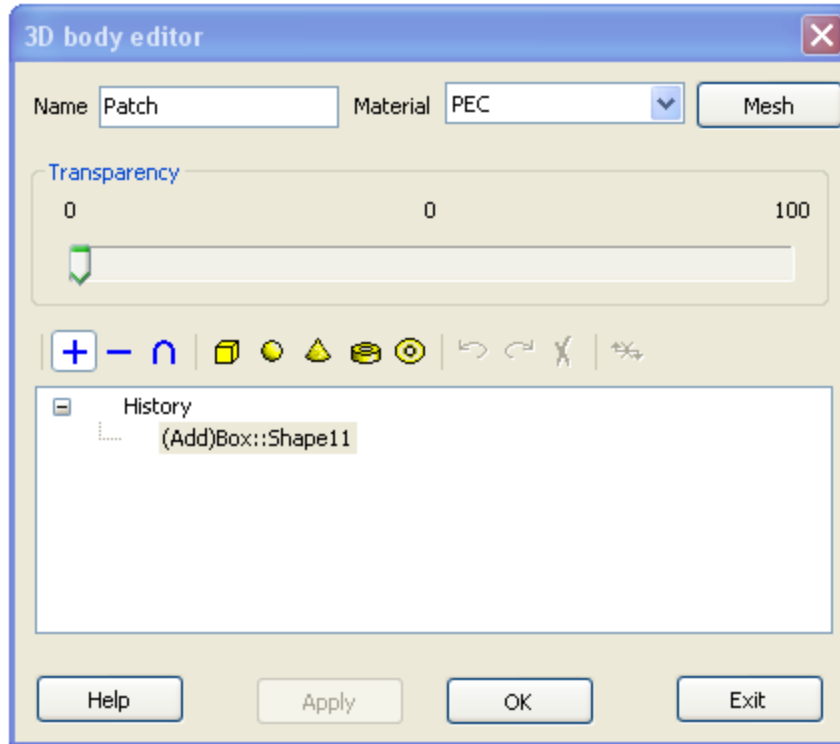 3D body editor
Name Patch Material PEC Mesh
Transparency
0 0 100
History
(Add)Box::Shape11
Help Apply OK Exit